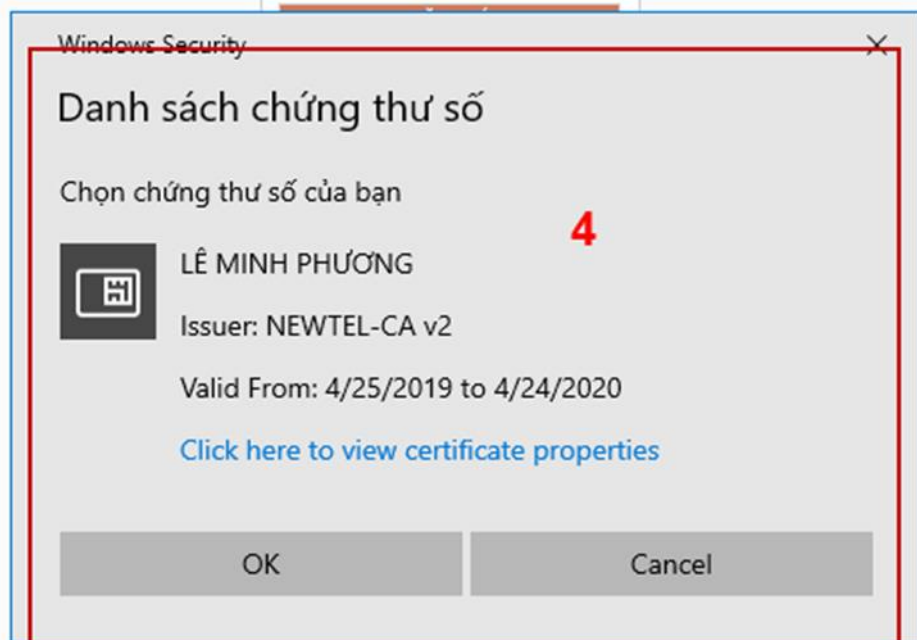 Windows Security
Danh sách chứng thư số
Chọn chứng thư số của bạn
4
LÊ MINH PHƯƠNG
Issuer: NEWTEL-CA v2
Valid From: 4/25/2019 to 4/24/2020
Click here to view certificate properties
OK
Cancel